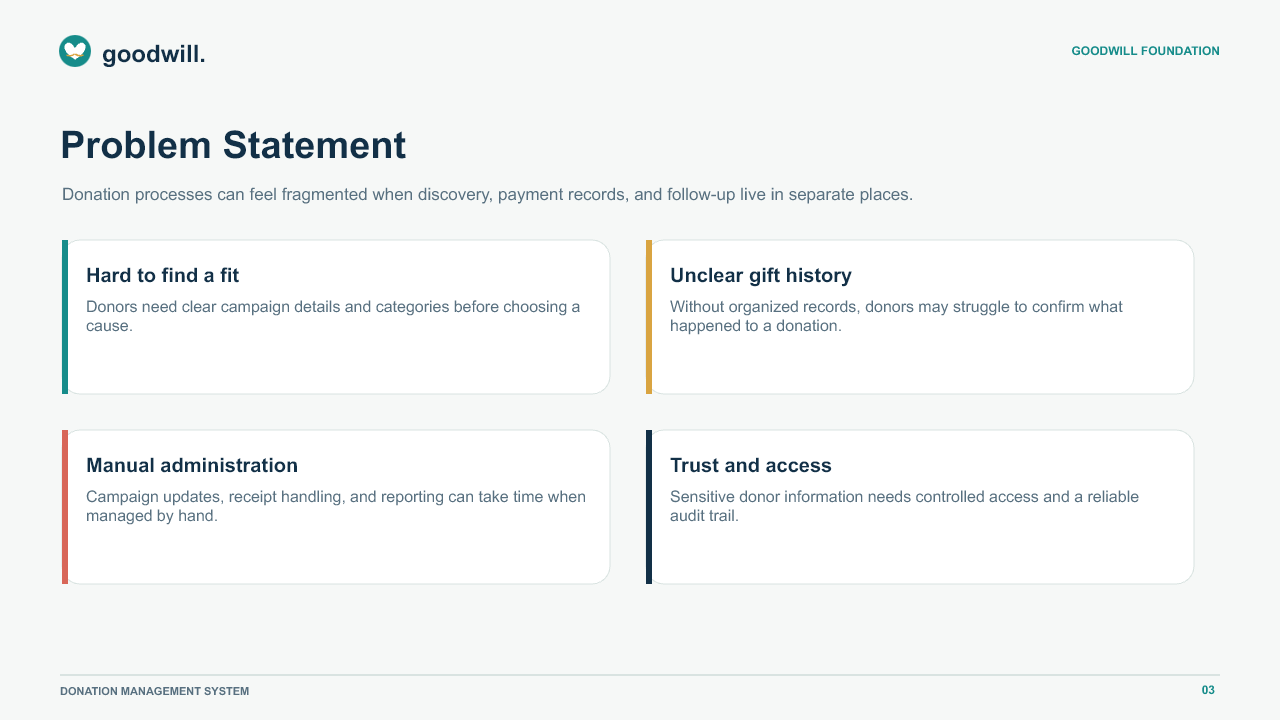 goodwill.
GOODWILL FOUNDATION
Problem Statement
Donation processes can feel fragmented when discovery, payment records, and follow-up live in separate places.
Hard to find a fit
Donors need clear campaign details and categories before choosing a
cause.
Unclear gift history
Without organized records, donors may struggle to confirm what
happened to a donation.
Manual administration
Campaign updates, receipt handling, and reporting can take time when
managed by hand.
Trust and access
Sensitive donor information needs controlled access and a reliable
audit trail.
DONATION MANAGEMENT SYSTEM
03